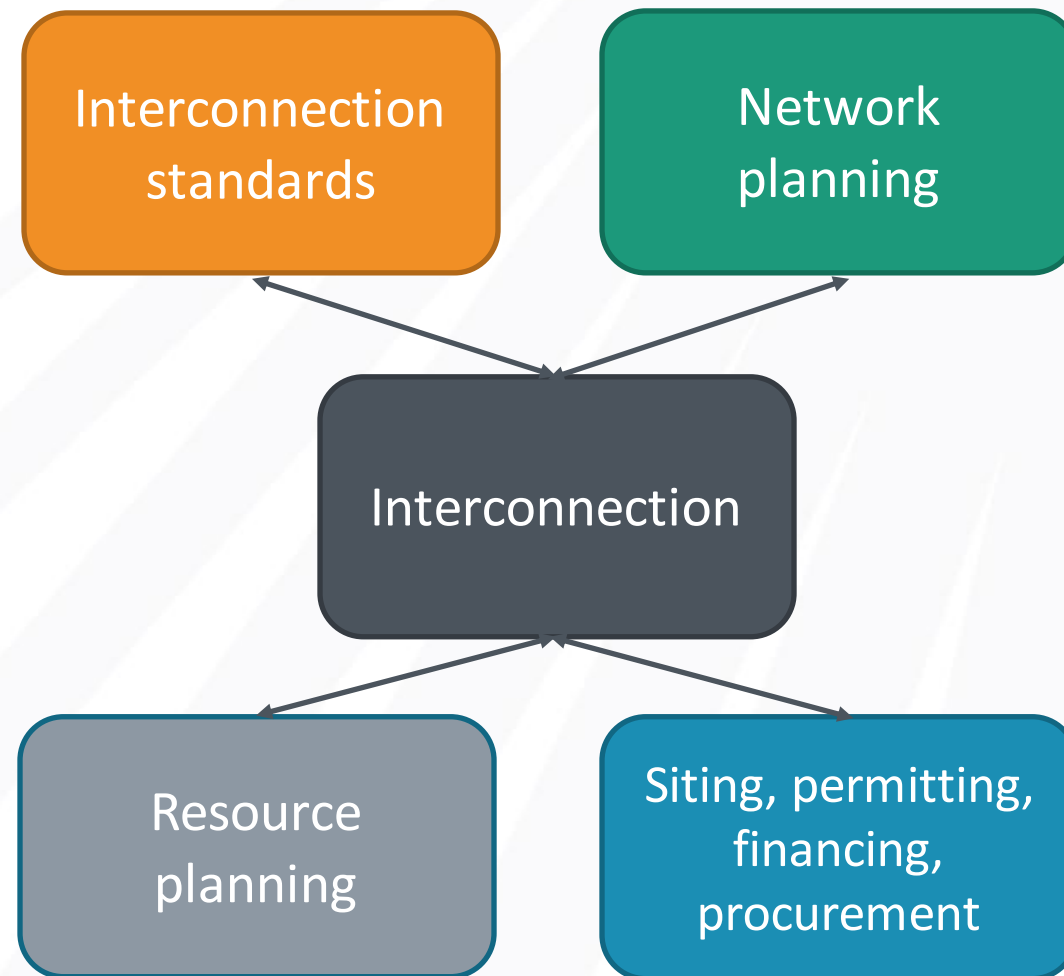 Interconnection
standards
Network
planning
Interconnection
Resource
planning
Siting, permitting,
financing,
procurement